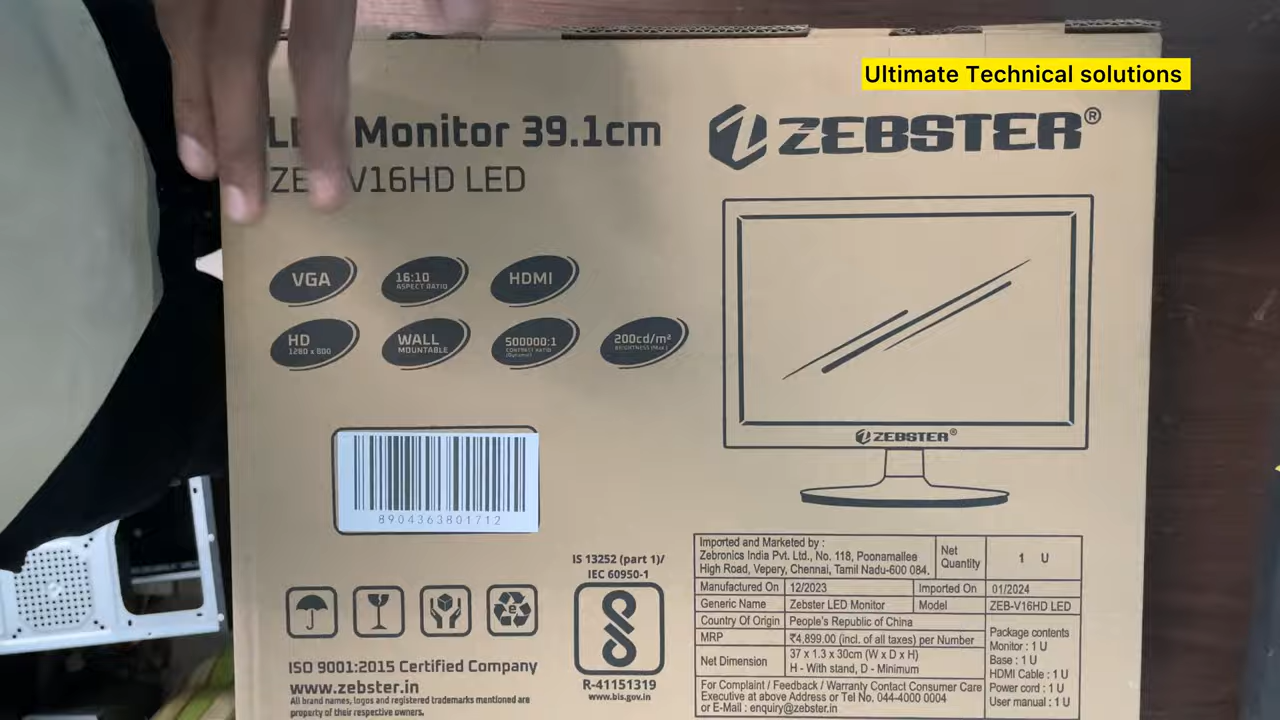 Ultimate Technical solutions
Monitor 39.1cm
V16HD LED
ZEBSTER®
VGA
16:10
ASPECT RATIO
HDMI
HD
1280 x 800
WALL
MOUNTABLE
500000:1
CONTRAST RATIO
(Dynamic)
200cd/m²
BRIGHTNESS (Max)
ZEBSTER®
8904363801712
IS 13252 (part 1)/
IEC 60950-1
R-41151319
www.bis.gov.in
ISO 9001:2015 Certified Company
www.zebster.in
All brand names, logos and registered trademarks mentioned are
property of their respective owners.
Imported and Marketed by :
Zebronics India Pvt. Ltd., No. 118, Poonamallee
High Road, Vepery, Chennai, Tamil Nadu-600 084.
Net
Quantity
1 U
Manufactured On 12/2023 Imported On 01/2024
Generic Name Zebster LED Monitor Model ZEB-V16HD LED
Country Of Origin People's Republic of China
MRP ₹4,899.00 (incl. of all taxes) per Number
Net Dimension 37 x 1.3 x 30cm (W x D x H)
H - With stand, D - Minimum
Package contents
Monitor : 1 U
Base : 1 U
HDMI Cable : 1 U
Power cord : 1 U
User manual : 1 U
For Complaint / Feedback / Warranty Contact Consumer Care
Executive at above Address or Tel No. 044-4000 0004
or E-Mail : enquiry@zebster.in